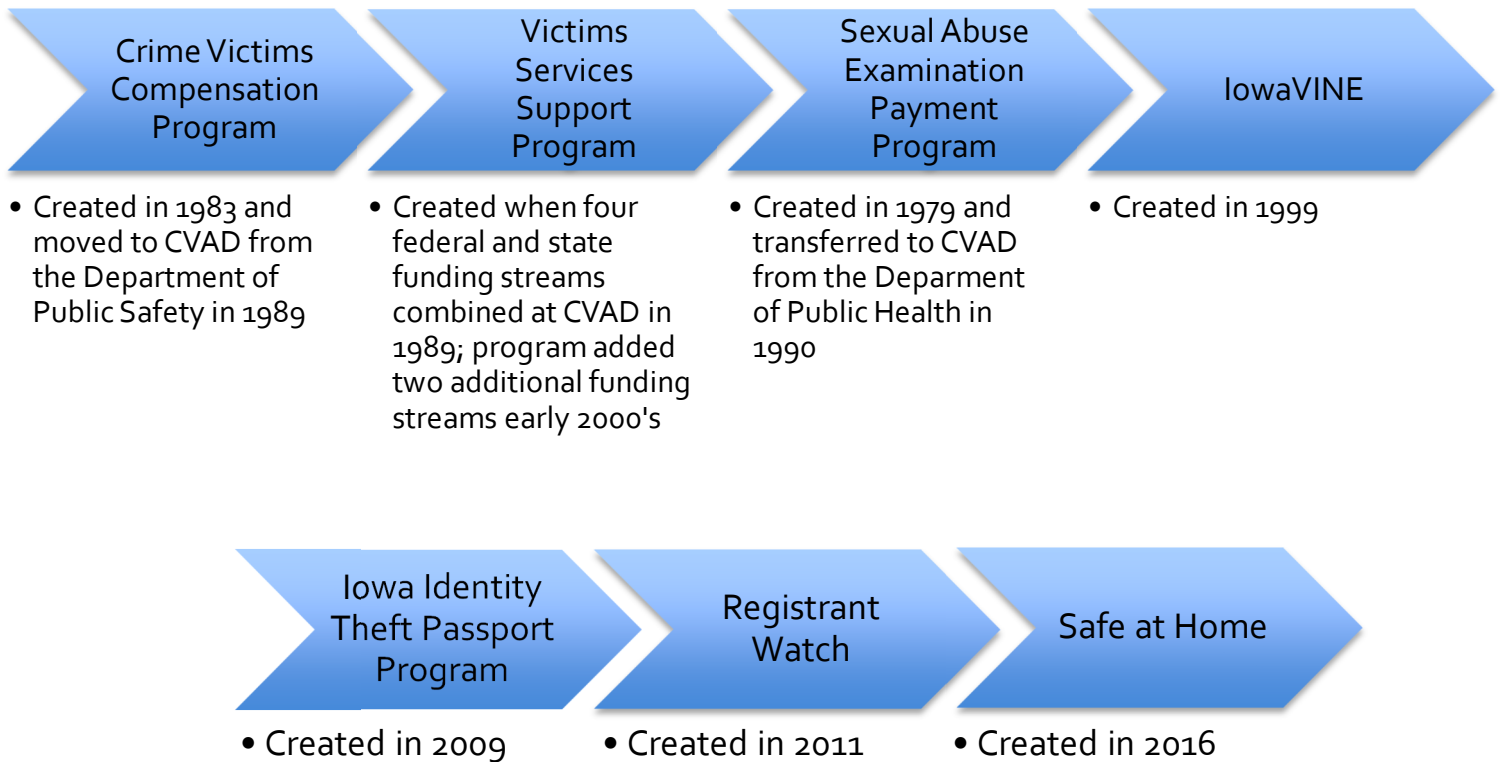 Crime Victims
Compensation
Program
• Created in 1983 and
moved to CVAD from
the Department of
Public Safety in 1989
Victims
Services
Support
Program
• Created when four
federal and state
funding streams
combined at CVAD in
1989; program added
two additional funding
streams early 2000's
Sexual Abuse
Examination
Payment
Program
• Created in 1979 and
transferred to CVAD
from the Deparment
of Public Health in
1990
IowaVINE
• Created in 1999
Iowa Identity
Theft Passport
Program
• Created in 2009
Registrant
Watch
• Created in 2011
Safe at Home
• Created in 2016